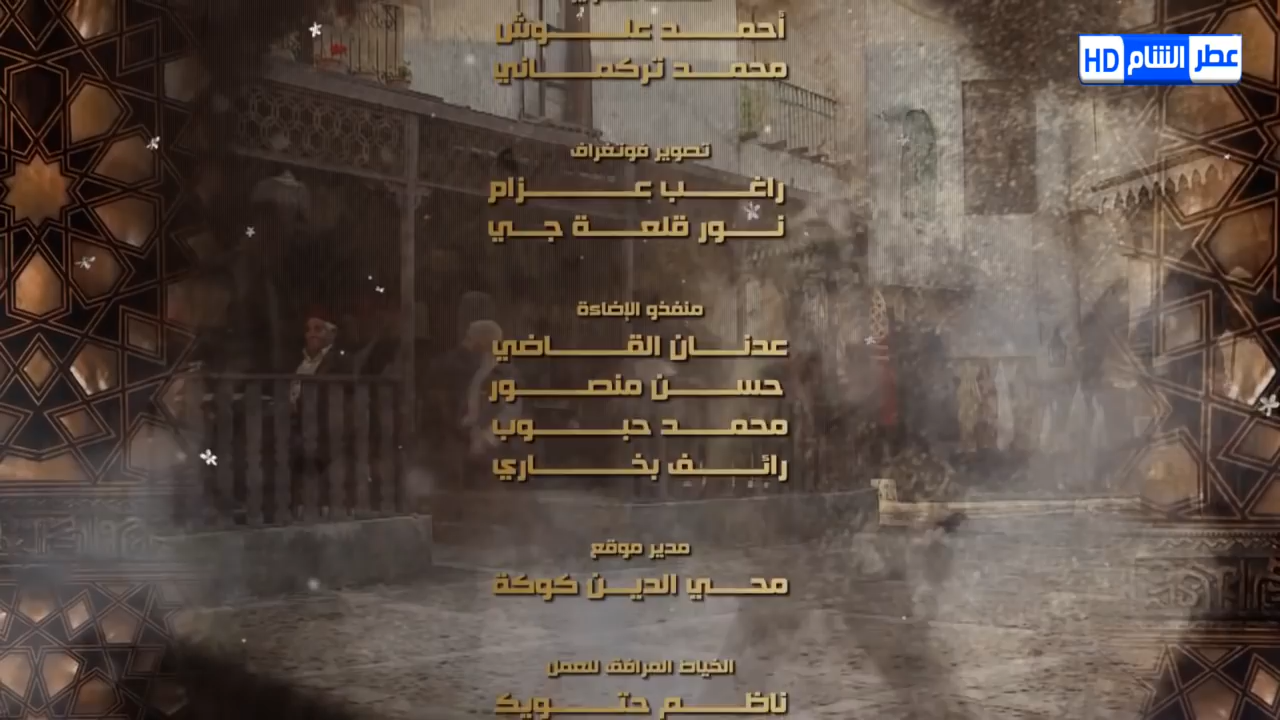 أحمد علوش
محمد تركماني
عطر الشام HD
تصوير فوتغراف
راغب عزام
نور قلعة جي
منفذو الإضاءة
عدنان القاضي
حسن منصور
محمد حبوب
رائف بخاري
مدير موقع
محي الدين كوكة
الخياط المرافق للعمل
ناظم حتويك